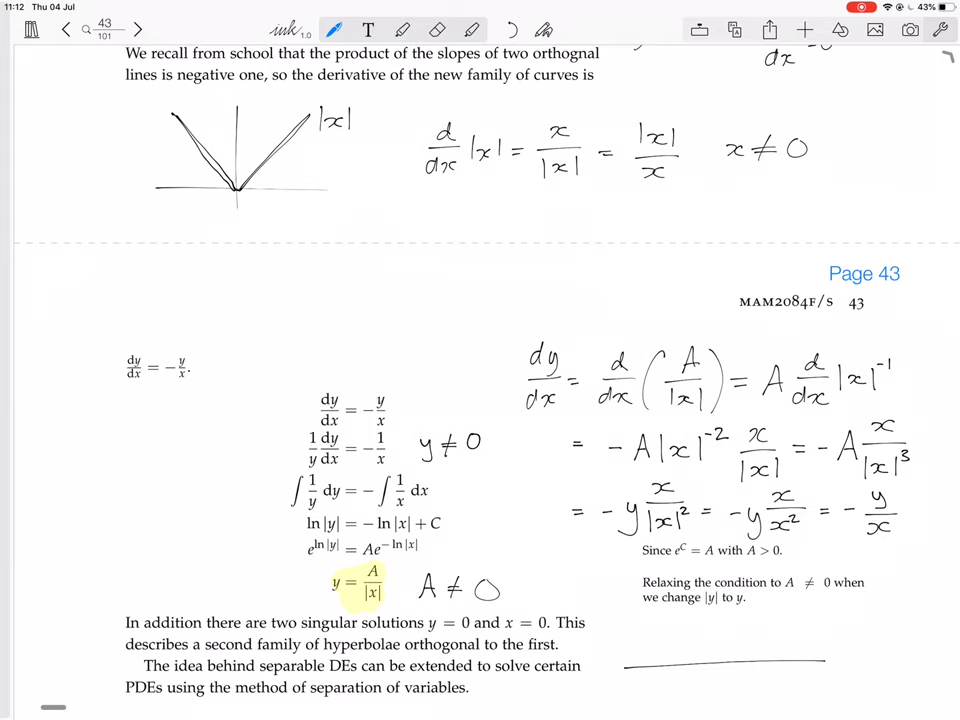 11:12 Thu 04 Jul
43%
43
101
ink 1.0
T
We recall from school that the product of the slopes of two orthognal
lines is negative one, so the derivative of the new family of curves is
dx
|x|
d/dx |x| = x/|x| = |x|/x x ≠ 0
Page 43
MAM2084F/S 43
dy/dx = −y/x.
dy/dx = −y/x
1/y dy/dx = −1/x y ≠ 0
∫ 1/y dy = −∫ 1/x dx
ln |y| = − ln |x| + C
e^{ln|y|} = Ae^{−ln|x|}
y = A/|x| A ≠ 0
dy/dx = d/dx (A/|x|) = A d/dx |x|^{-1}
= −A|x|^{-2} x/|x| = −A x/|x|^3
= −y x/|x|^2 = −y x/x^2 = −y/x
Since e^C = A with A > 0.
Relaxing the condition to A ≠ 0 when
we change |y| to y.
In addition there are two singular solutions y = 0 and x = 0. This
describes a second family of hyperbolae orthogonal to the first.
The idea behind separable DEs can be extended to solve certain
PDEs using the method of separation of variables.